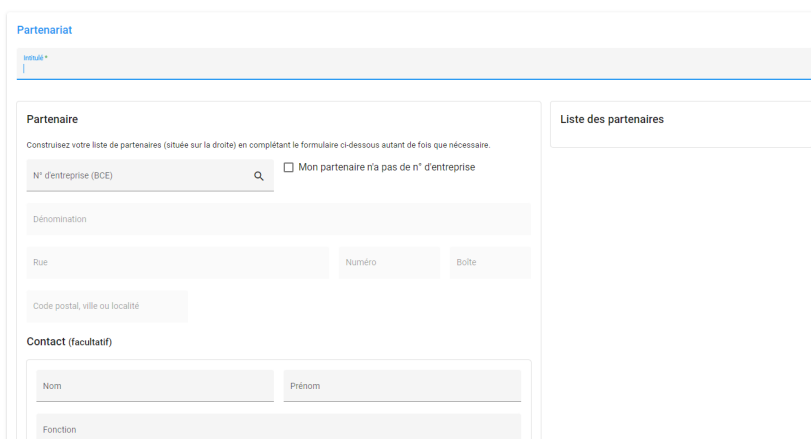 Partenariat
Intitulé *
Partenaire
Liste des partenaires
Construisez votre liste de partenaires (située sur la droite) en complétant le formulaire ci-dessous autant de fois que nécessaire.
N° d'entreprise (BCE)
Mon partenaire n'a pas de n° d'entreprise
Dénomination
Rue Numéro Boîte
Code postal, ville ou localité
Contact (facultatif)
Nom Prénom
Fonction